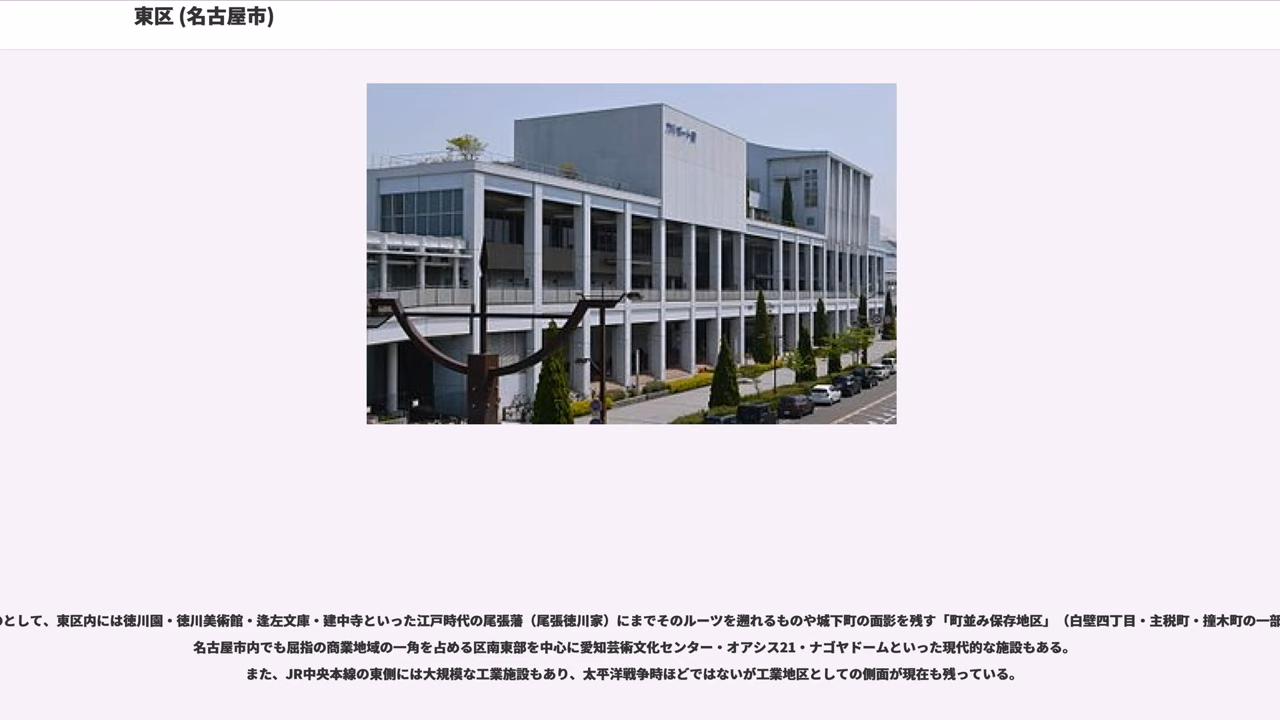 東区 (名古屋市)
のとして、東区内には徳川園・徳川美術館・逢左文庫・建中寺といった江戸時代の尾張藩（尾張徳川家）にまでそのルーツを遡れるものや城下町の面影を残す「町並み保存地区」（白壁四丁目・主税町・撞木町の一部
名古屋市内でも屈指の商業地域の一角を占める区南東部を中心に愛知芸術文化センター・オアシス21・ナゴヤドームといった現代的な施設もある。
また、JR中央本線の東側には大規模な工業施設もあり、太平洋戦争時ほどではないが工業地区としての側面が現在も残っている。